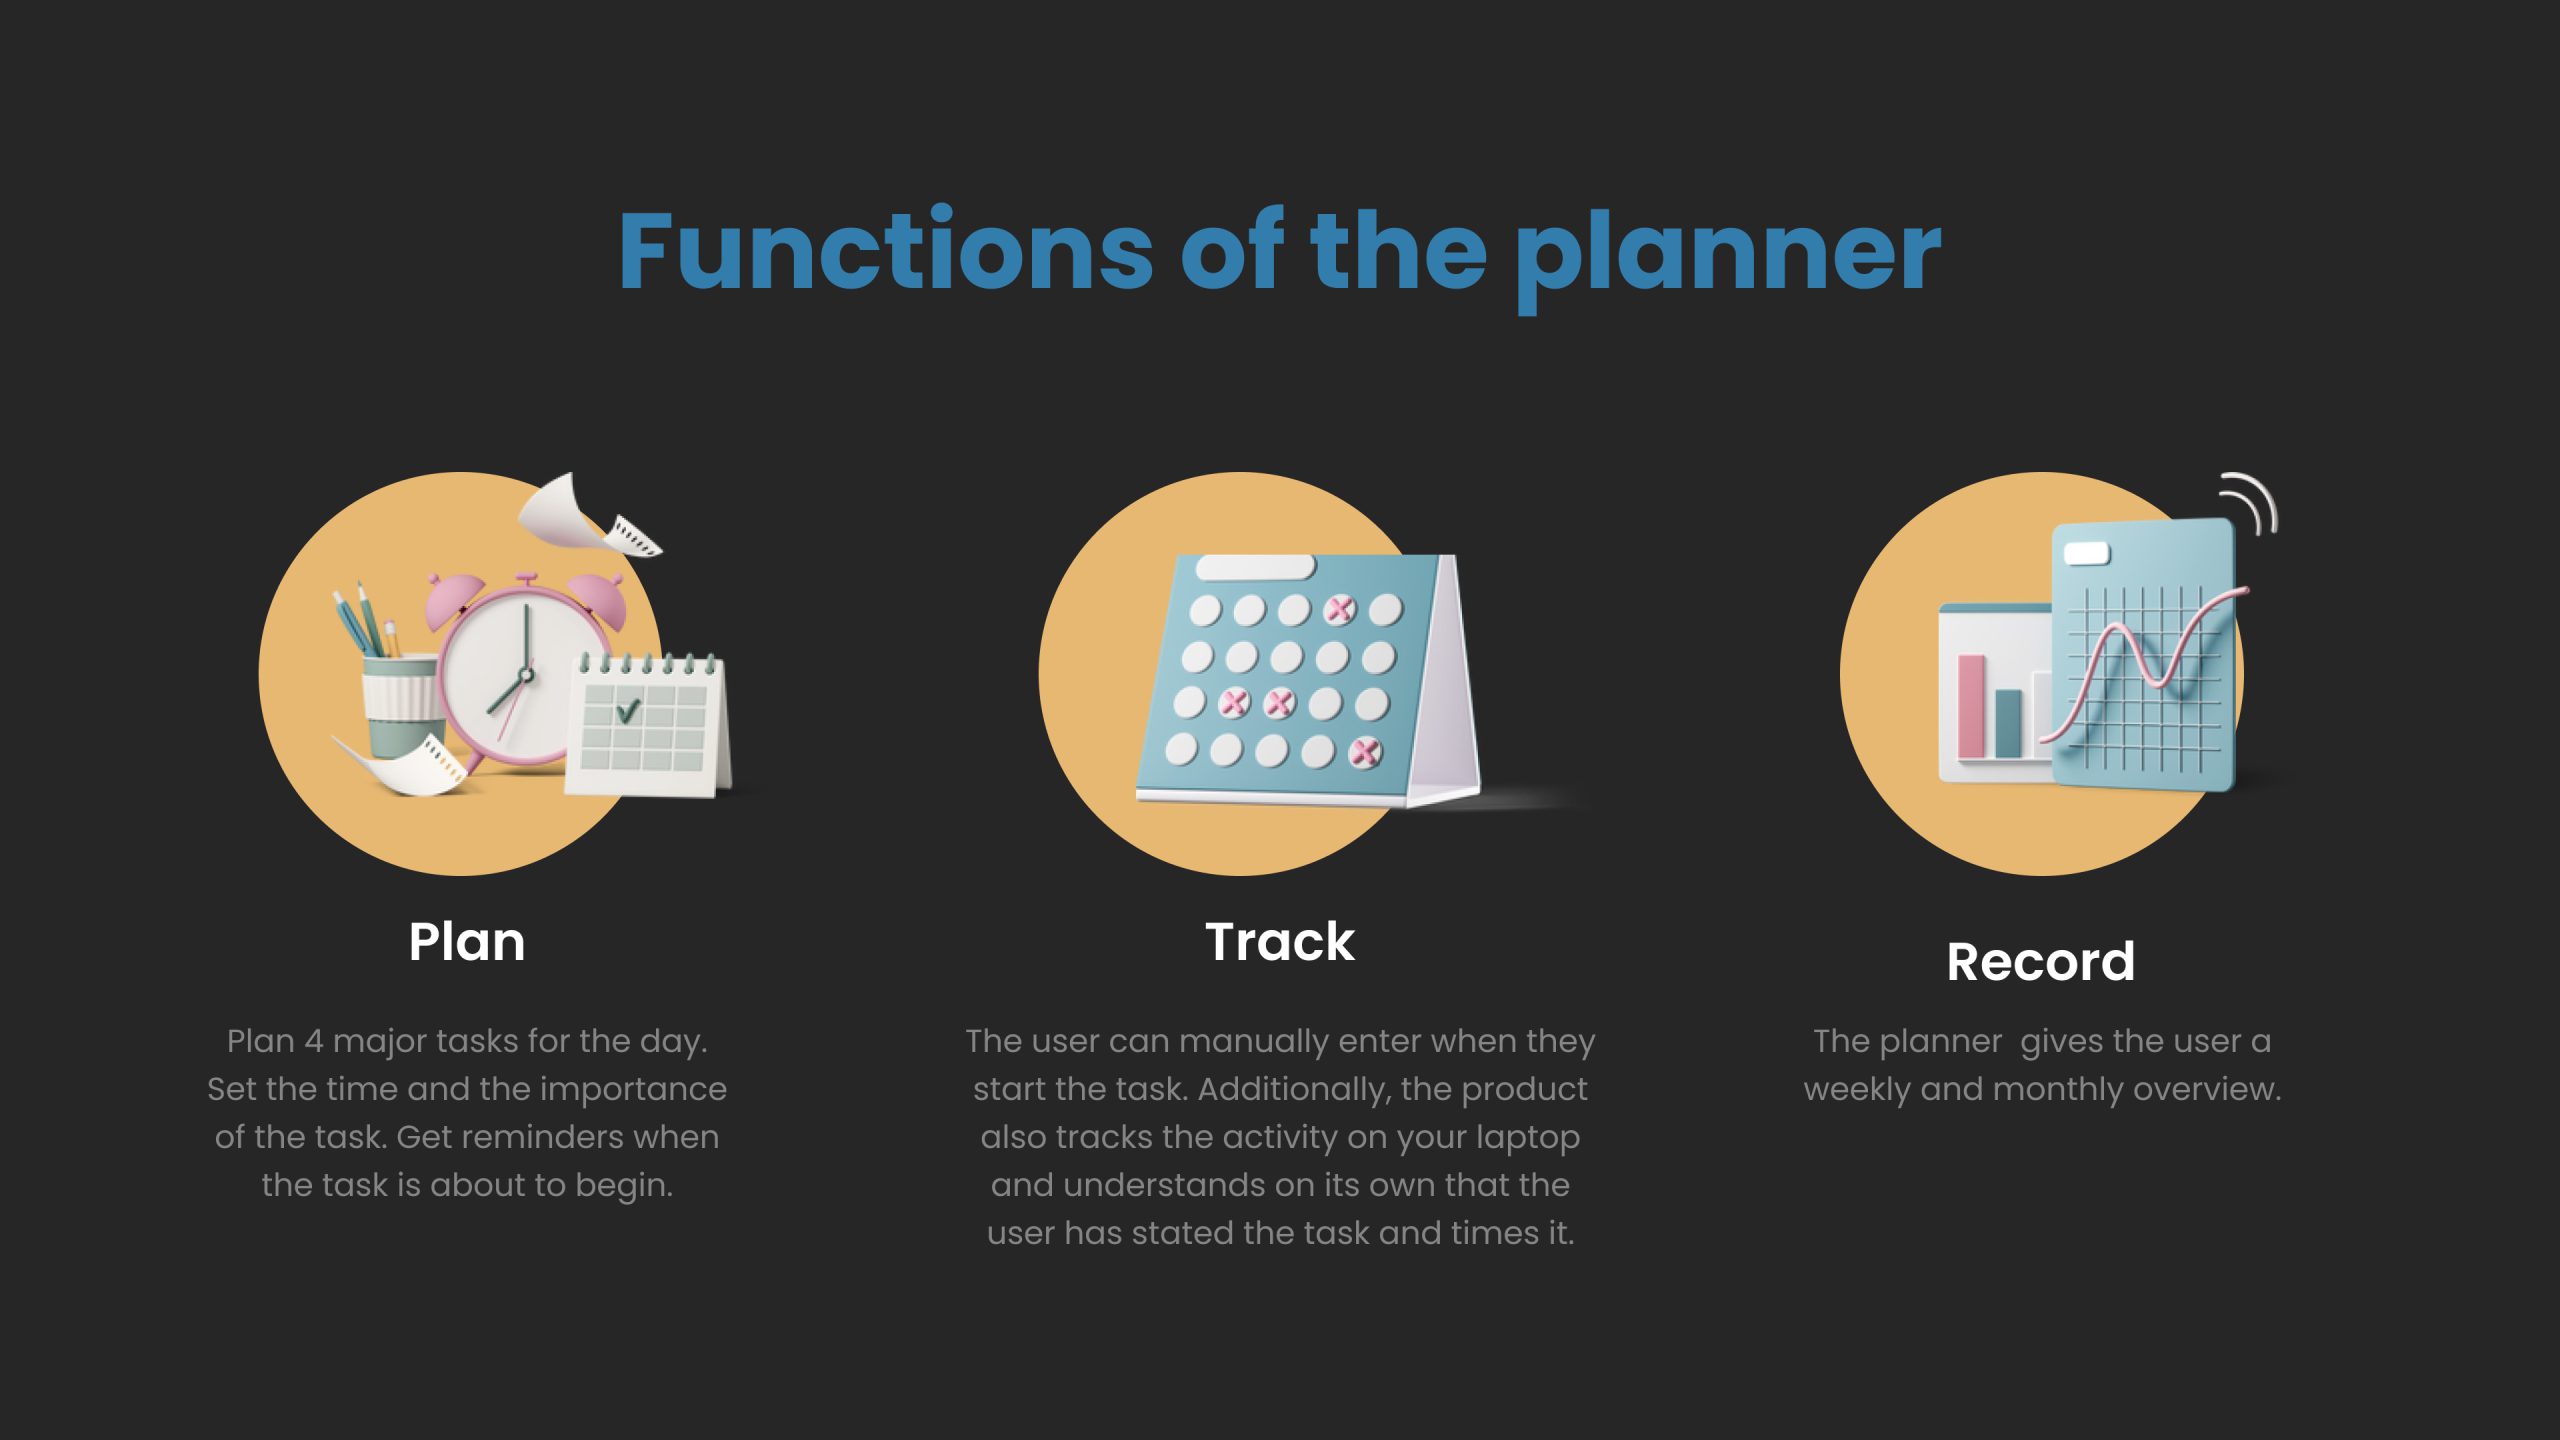 Functions of the planner
Plan
Plan 4 major tasks for the day.
Set the time and the importance
of the task. Get reminders when
the task is about to begin.
Track
The user can manually enter when they
start the task. Additionally, the product
also tracks the activity on your laptop
and understands on its own that the
user has stated the task and times it.
Record
The planner  gives the user a
weekly and monthly overview.